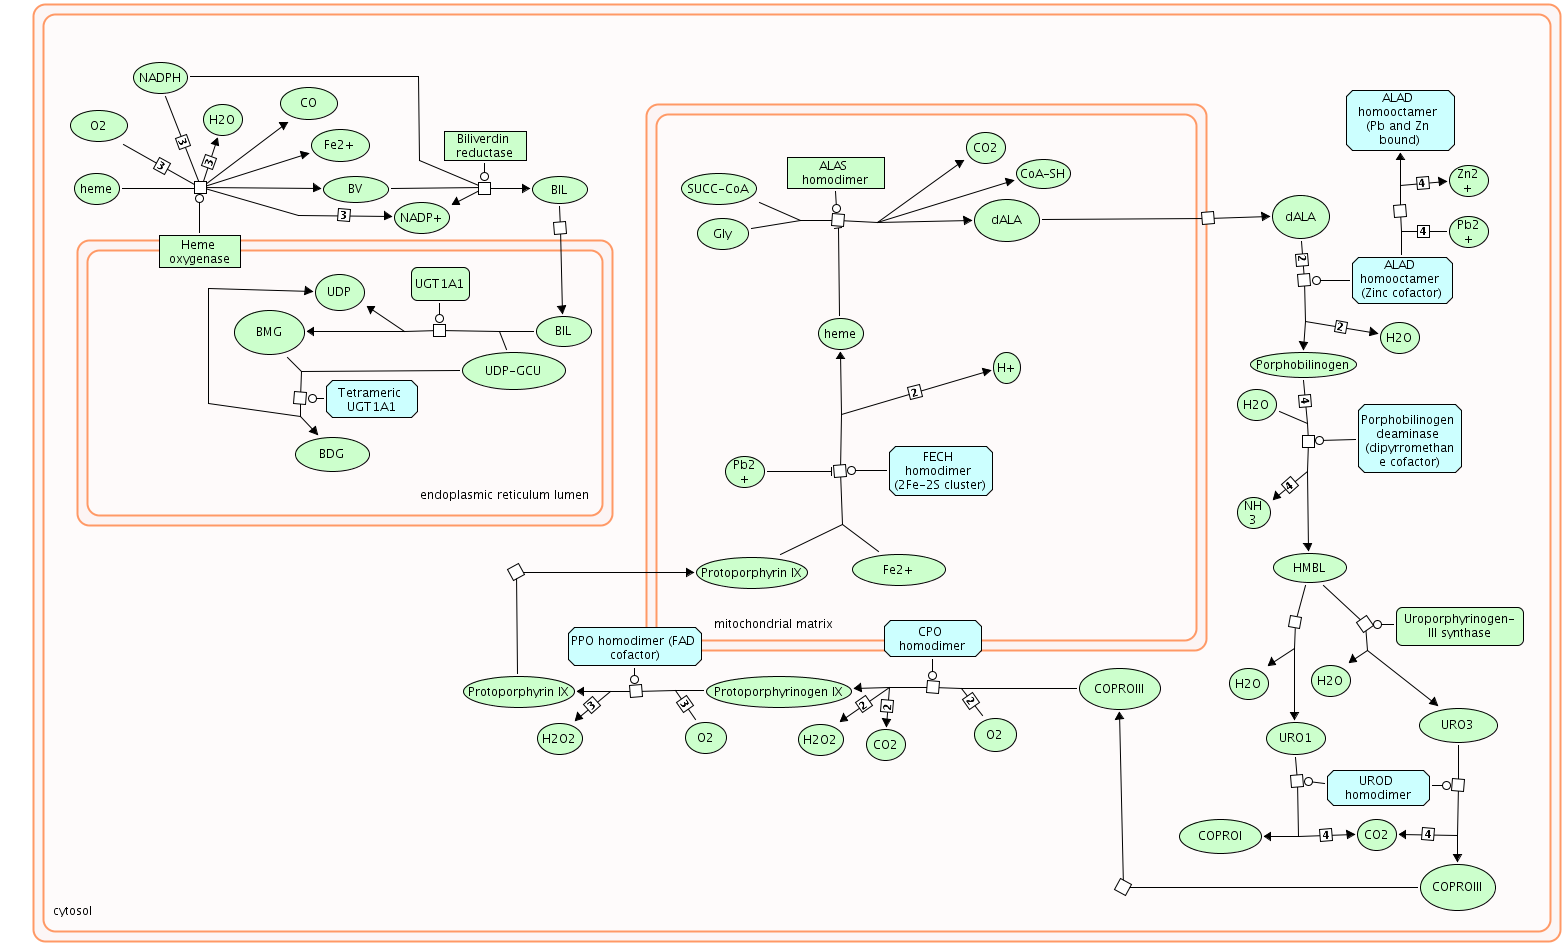 NADPH
O2
H2O
CO
Fe2+
heme
BV
NADP+
3
3
3
3
Biliverdin
reductase
BIL
Heme
oxygenase
UDP
UGT1A1
BMG
BIL
UDP-GCU
Tetrameric
UGT1A1
BDG
endoplasmic reticulum lumen
SUCC-CoA
Gly
ALAS
homodimer
CO2
CoA-SH
dALA
heme
H+
2
Pb2
+
FECH
homodimer
(2Fe-2S cluster)
Protoporphyrin IX
Fe2+
mitochondrial matrix
dALA
ALAD
homooctamer
(Pb and Zn
bound)
4
Zn2
+
4
Pb2
+
ALAD
homooctamer
(Zinc cofactor)
2
2
H2O
Porphobilinogen
H2O
4
Porphobilinogen
deaminase
(dipyrromethan
e cofactor)
4
NH
3
HMBL
Uroporphyrinogen-
III synthase
H2O
H2O
URO1
URO3
UROD
homodimer
COPROI
4
CO2
4
COPROIII
COPROIII
CPO
homodimer
2
2
2
H2O2
CO2
O2
Protoporphyrinogen IX
PPO homodimer (FAD
cofactor)
3
3
H2O2
O2
Protoporphyrin IX
cytosol